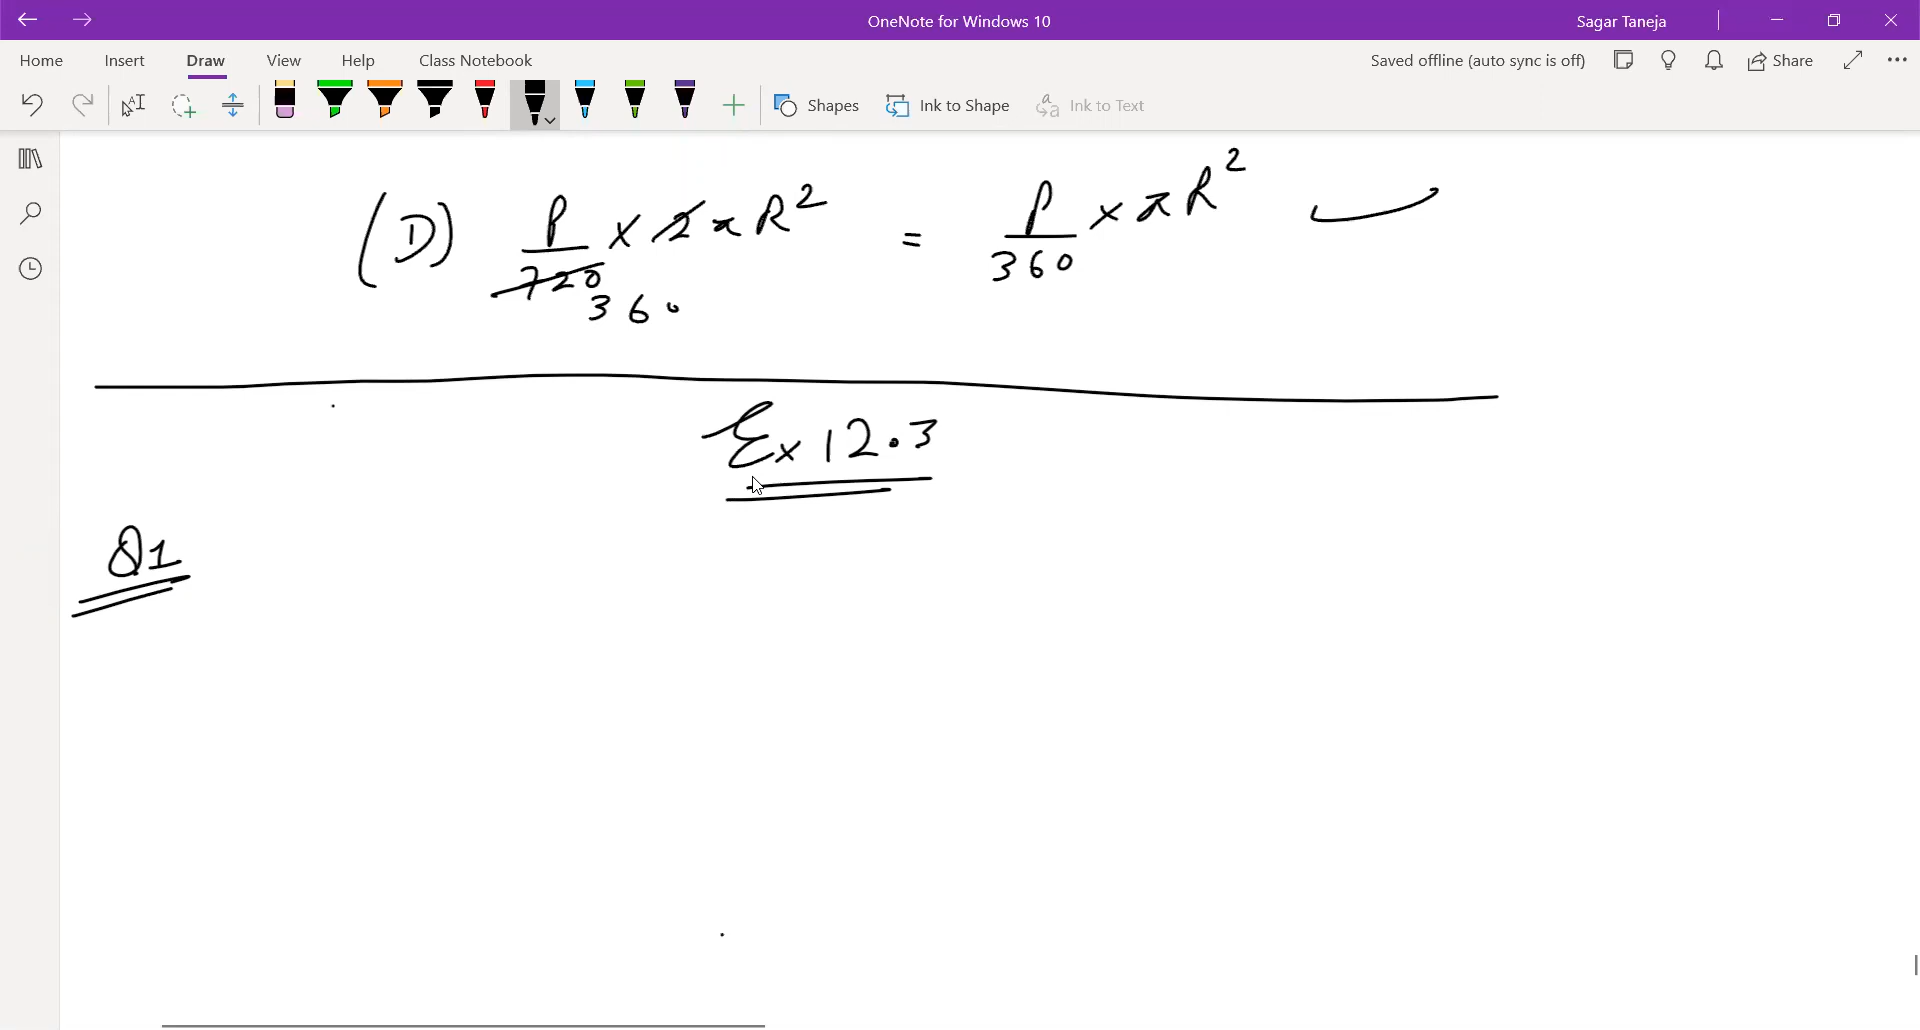 OneNote for Windows 10
Sagar Taneja
Home Insert Draw View Help Class Notebook
Saved offline (auto sync is off) Share
Shapes Ink to Shape Ink to Text
(D) P/720 × 2πR² = P/360 × πR²
360
Ex 12.3
Q1